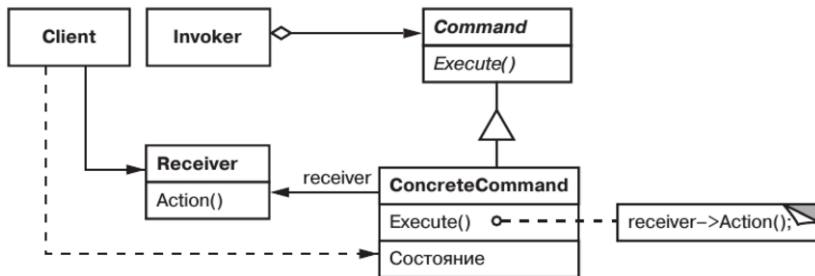 Client
Invoker
Command
Execute()
Receiver
Action()
receiver
ConcreteCommand
Execute()
Состояние
receiver–>Action();